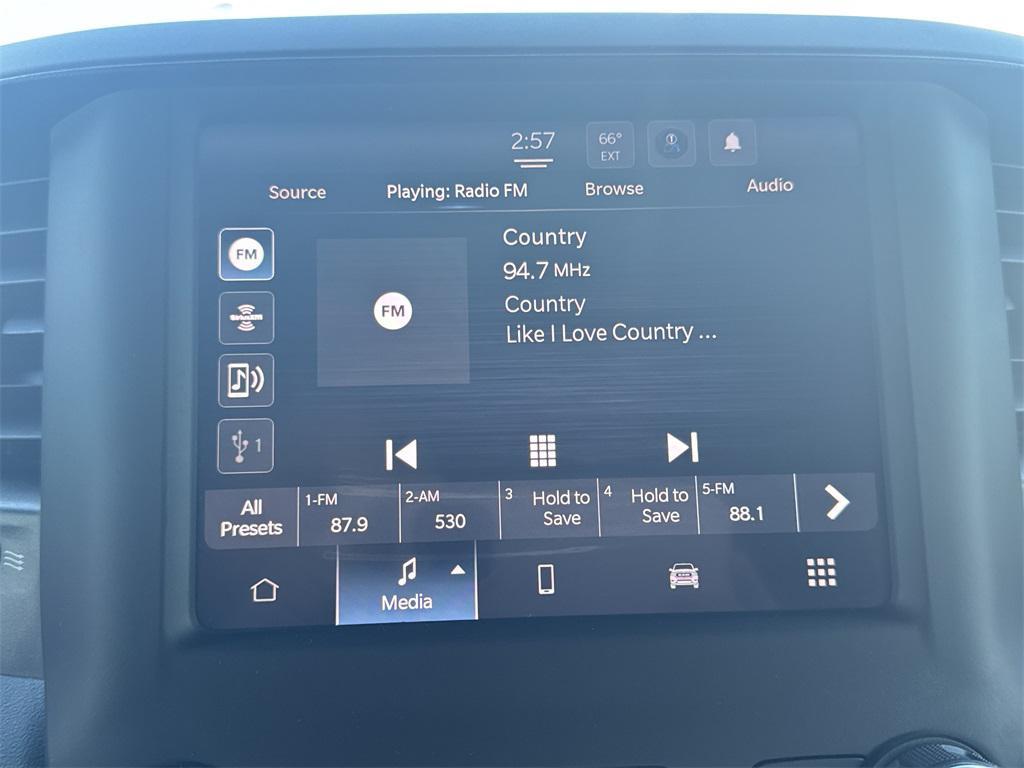 2:57
66°
EXT
1
Source
Playing: Radio FM
Browse
Audio
FM
SiriusXM
1
FM
Country
94.7 MHz
Country
Like I Love Country ...
All
Presets
1-FM
87.9
2-AM
530
3
Hold to
Save
4
Hold to
Save
5-FM
88.1
Media